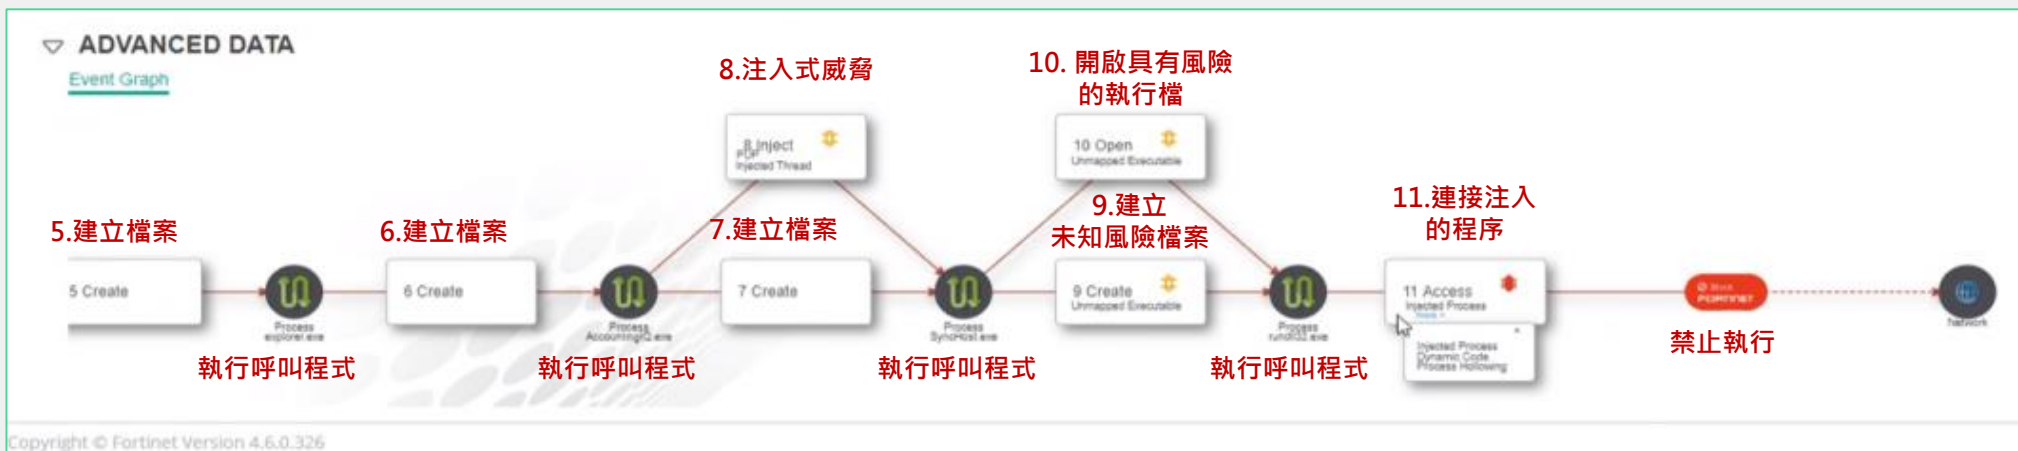 ADVANCED DATA
Event Graph
8.注入式威脅
10. 開啟具有風險
的執行檔
8 Inject
PDF
Injected Thread
10 Open
Unmapped Executable
5.建立檔案
6.建立檔案
7.建立檔案
9.建立
未知風險檔案
11.連接注入
的程序
5 Create
Process
explorer.exe
6 Create
Process
AccountingIQ.exe
7 Create
Process
SyncHost.exe
9 Create
Unmapped Executable
Process
rundll32.exe
11 Access
Injected Process
Injected Process
Dynamic Code
Process Hollowing
Block
FORTINET
Network
執行呼叫程式
執行呼叫程式
執行呼叫程式
執行呼叫程式
禁止執行
Copyright © Fortinet Version 4.6.0.326